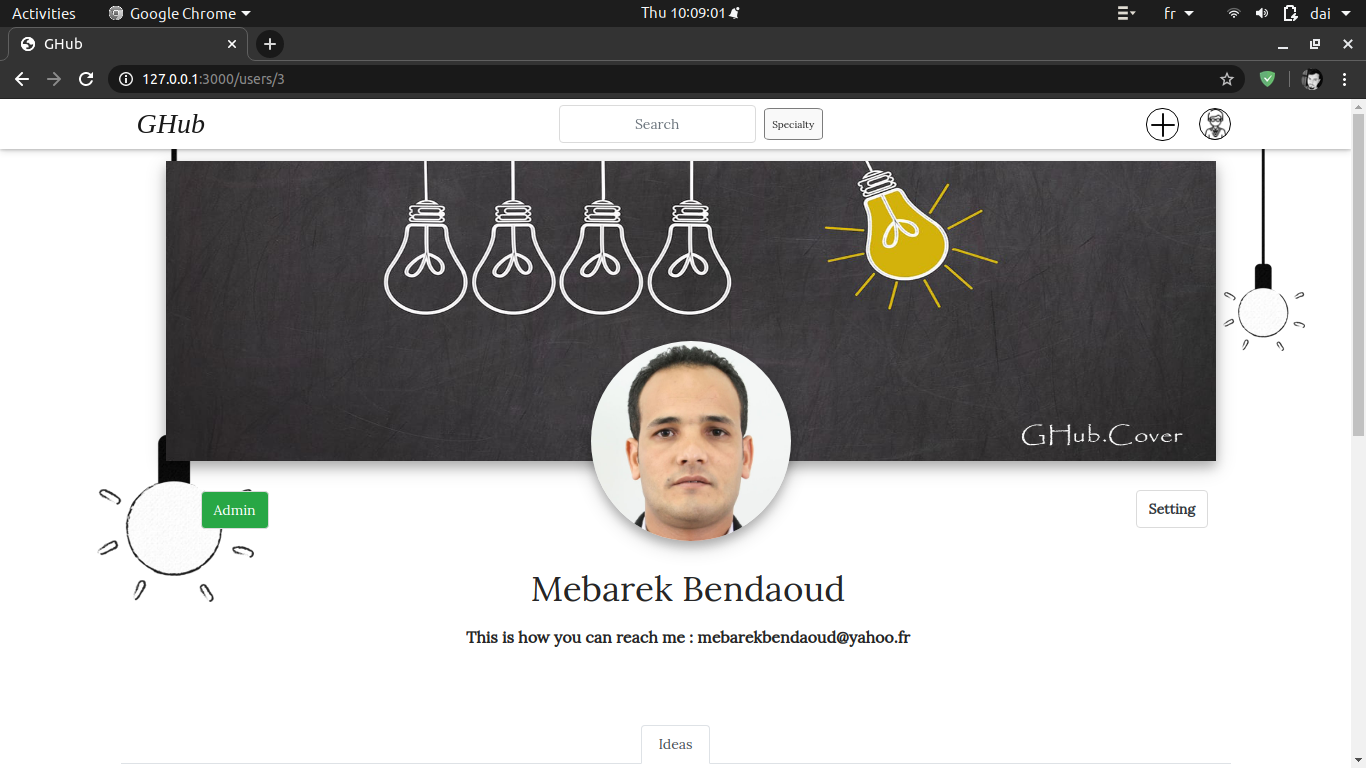 Activities Google Chrome Thu 10:09:01 fr dai
GHub
127.0.0.1:3000/users/3
GHub Search Specialty
GHub.Cover
Admin Setting
Mebarek Bendaoud
This is how you can reach me : mebarekbendaoud@yahoo.fr
Ideas